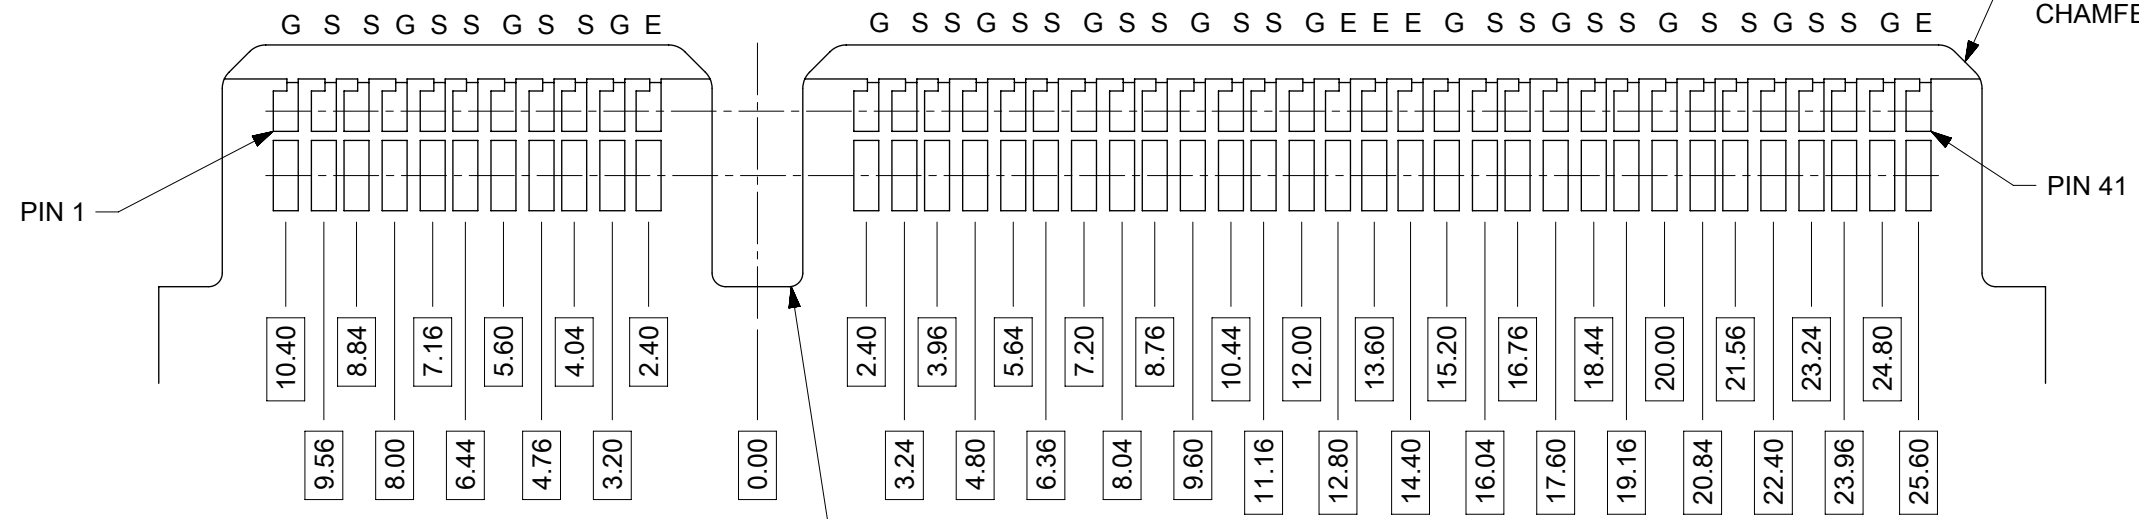 CHAMFE
G S S G S S G S S G E G S S G S S G S S G S S G E E E G S S G S S G S S G S S G E
PIN 1
PIN 41
10.40 8.84 7.16 5.60 4.04 2.40 2.40 3.96 5.64 7.20 8.76 10.44 12.00 13.60 15.20 16.76 18.44 20.00 21.56 23.24 24.80
9.56 8.00 6.44 4.76 3.20 0.00 3.24 4.80 6.36 8.04 9.60 11.16 12.80 14.40 16.04 17.60 19.16 20.84 22.40 23.96 25.60